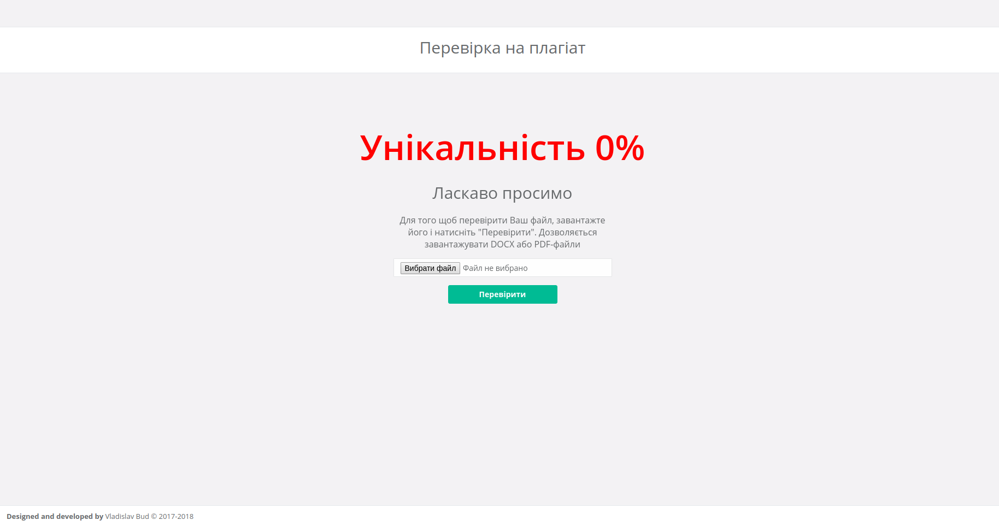 Перевірка на плагіат
Унікальність 0%
Ласкаво просимо
Для того щоб перевірити Ваш файл, завантажте
його і натисніть "Перевірити". Дозволяється
завантажувати DOCX або PDF-файли
Вибрати файл Файл не вибрано
Перевірити
Designed and developed by Vladislav Bud © 2017-2018